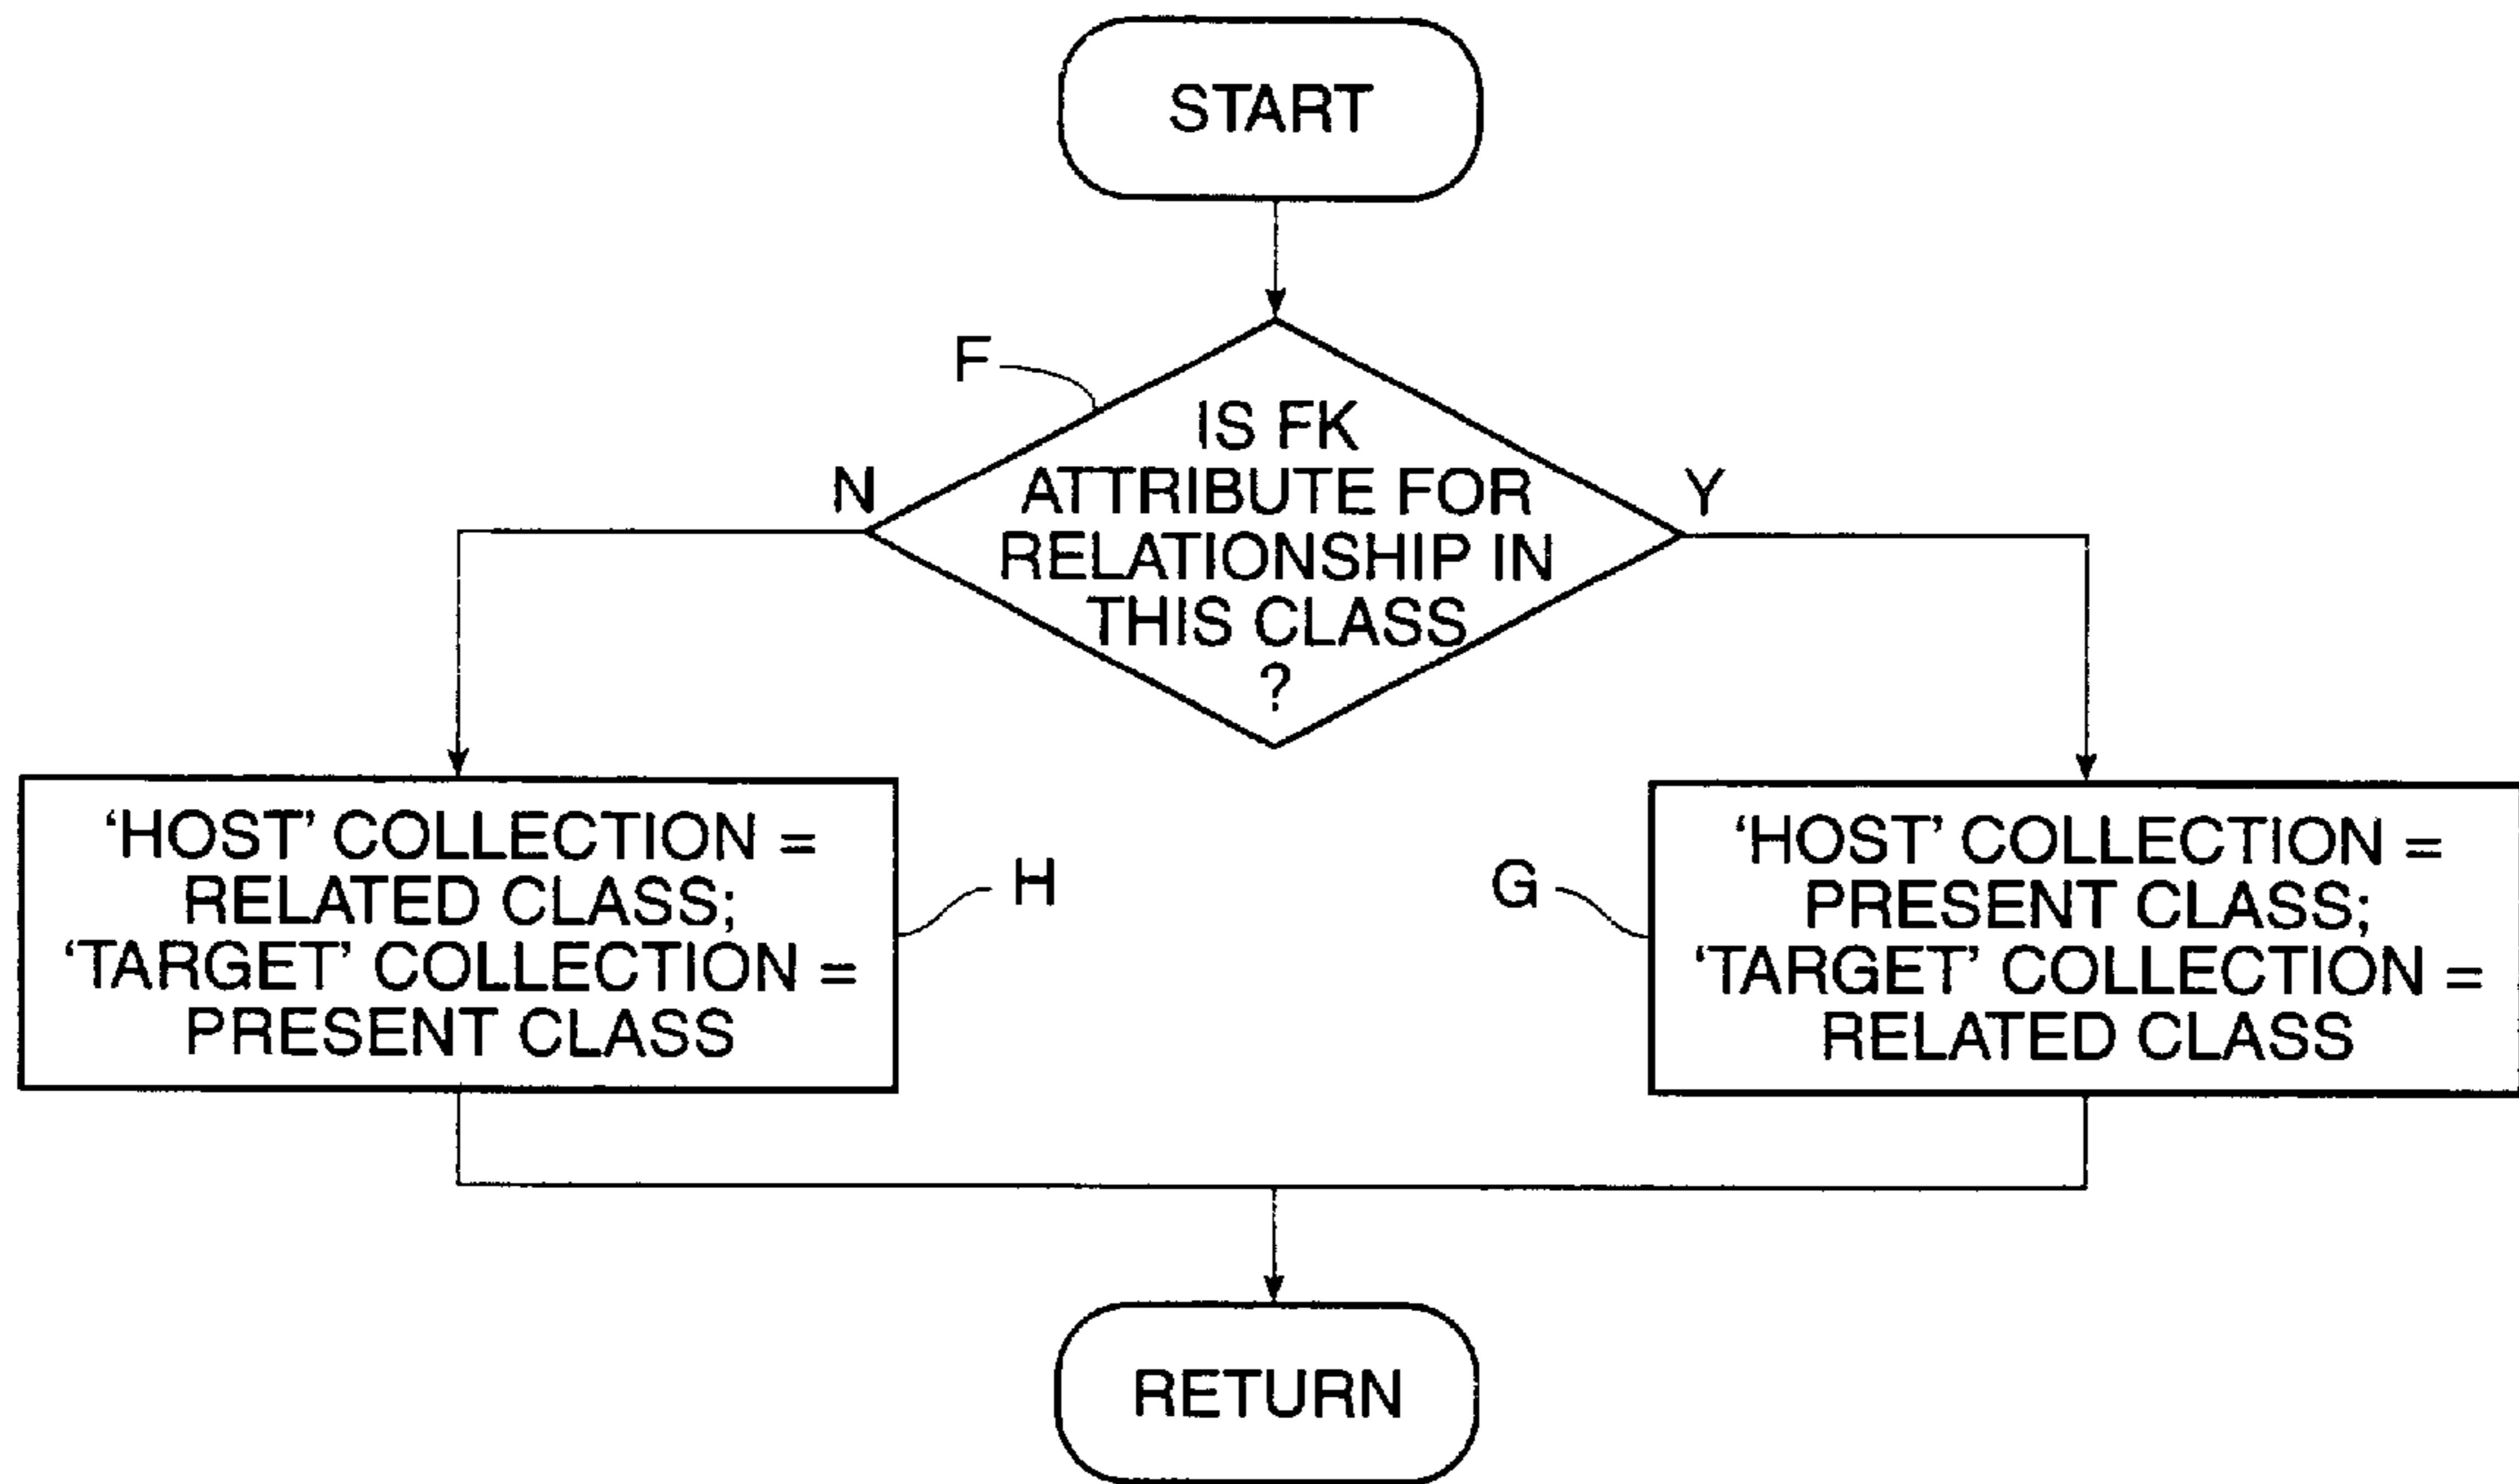 START
F
IS FK
ATTRIBUTE FOR
RELATIONSHIP IN
THIS CLASS
?
N
Y
‘HOST’ COLLECTION =
RELATED CLASS;
‘TARGET’ COLLECTION =
PRESENT CLASS
H
G
‘HOST’ COLLECTION =
PRESENT CLASS;
‘TARGET’ COLLECTION =
RELATED CLASS
RETURN